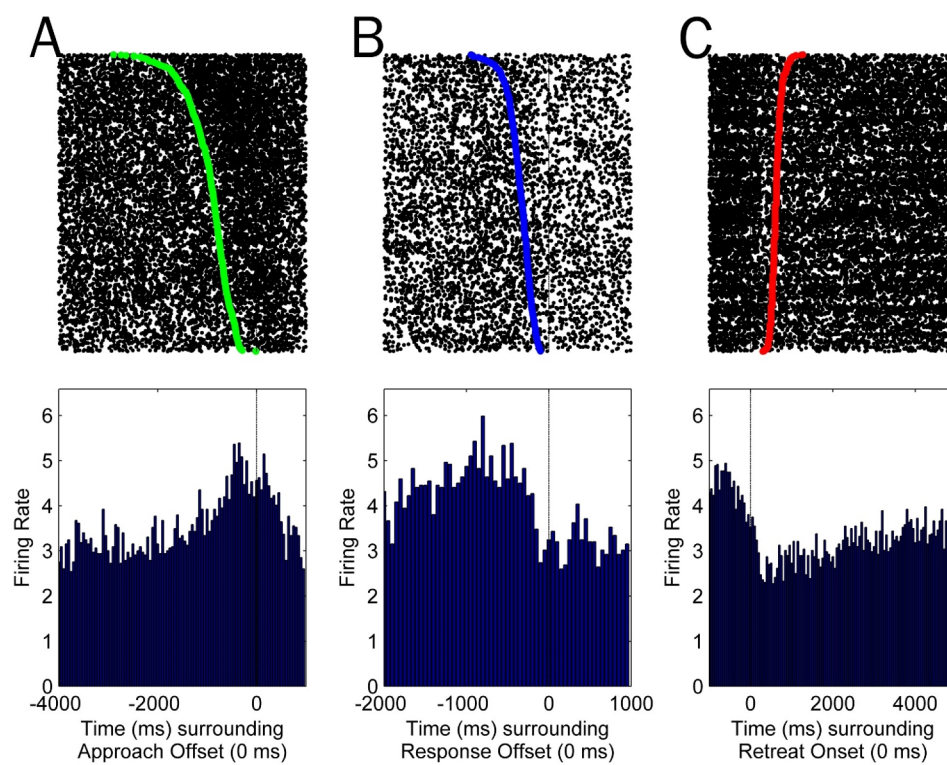 A B C
6 6 6
5 5 5
4 4 4
3 3 3
2 2 2
1 1 1
0 0 0
Firing Rate Firing Rate Firing Rate
-4000 -2000 0 -2000 -1000 0 1000 0 2000 4000
Time (ms) surrounding Time (ms) surrounding Time (ms) surrounding
Approach Offset (0 ms) Response Offset (0 ms) Retreat Onset (0 ms)